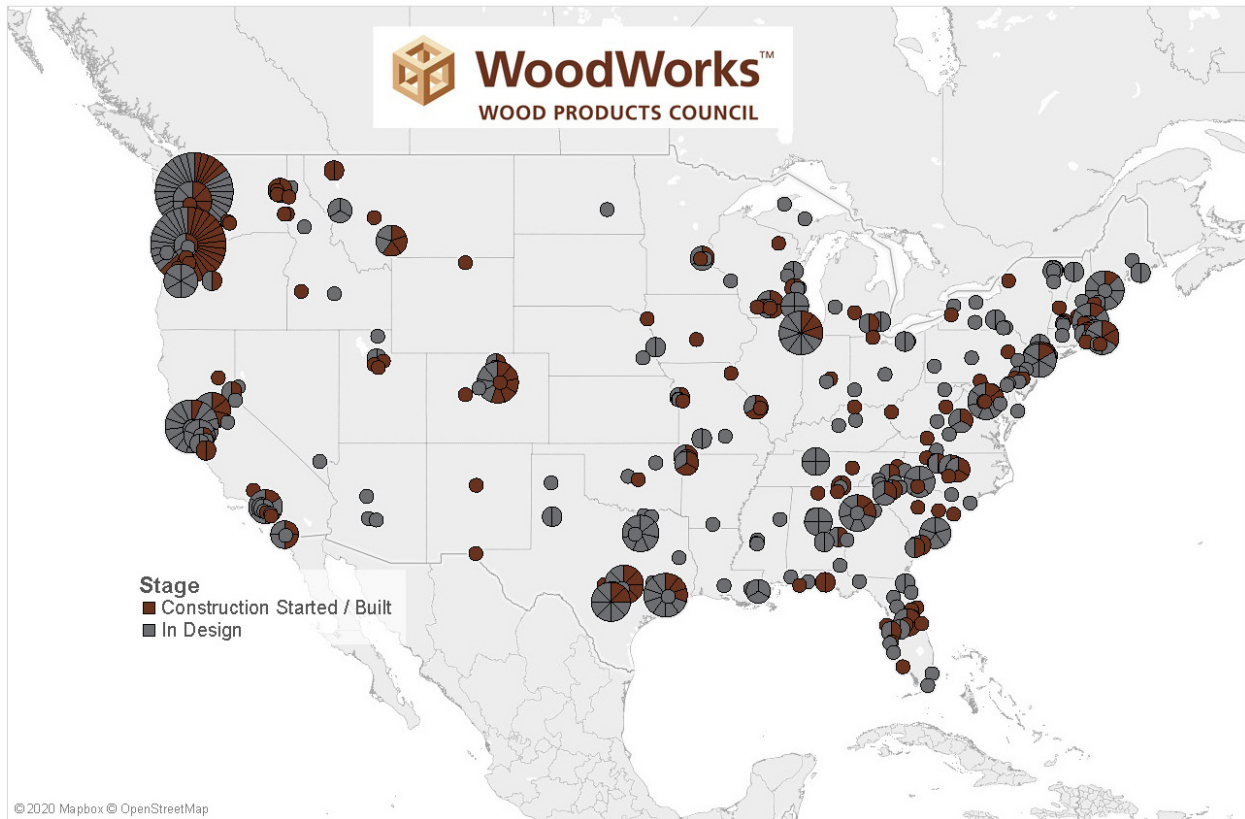 WoodWorks™
WOOD PRODUCTS COUNCIL
Stage
Construction Started / Built
In Design
© 2020 Mapbox © OpenStreetMap